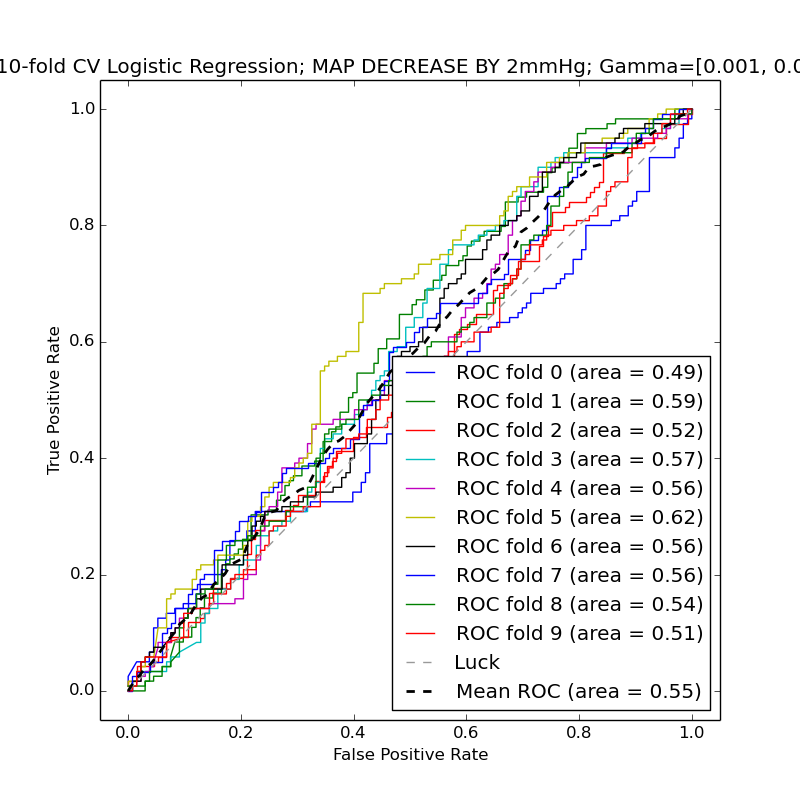 10-fold CV Logistic Regression; MAP DECREASE BY 2mmHg; Gamma=[0.001, 0.0
1.0
0.8
0.6
0.4
0.2
0.0
True Positive Rate
ROC fold 0 (area = 0.49)
ROC fold 1 (area = 0.59)
ROC fold 2 (area = 0.52)
ROC fold 3 (area = 0.57)
ROC fold 4 (area = 0.56)
ROC fold 5 (area = 0.62)
ROC fold 6 (area = 0.56)
ROC fold 7 (area = 0.56)
ROC fold 8 (area = 0.54)
ROC fold 9 (area = 0.51)
Luck
Mean ROC (area = 0.55)
0.0 0.2 0.4 0.6 0.8 1.0
False Positive Rate